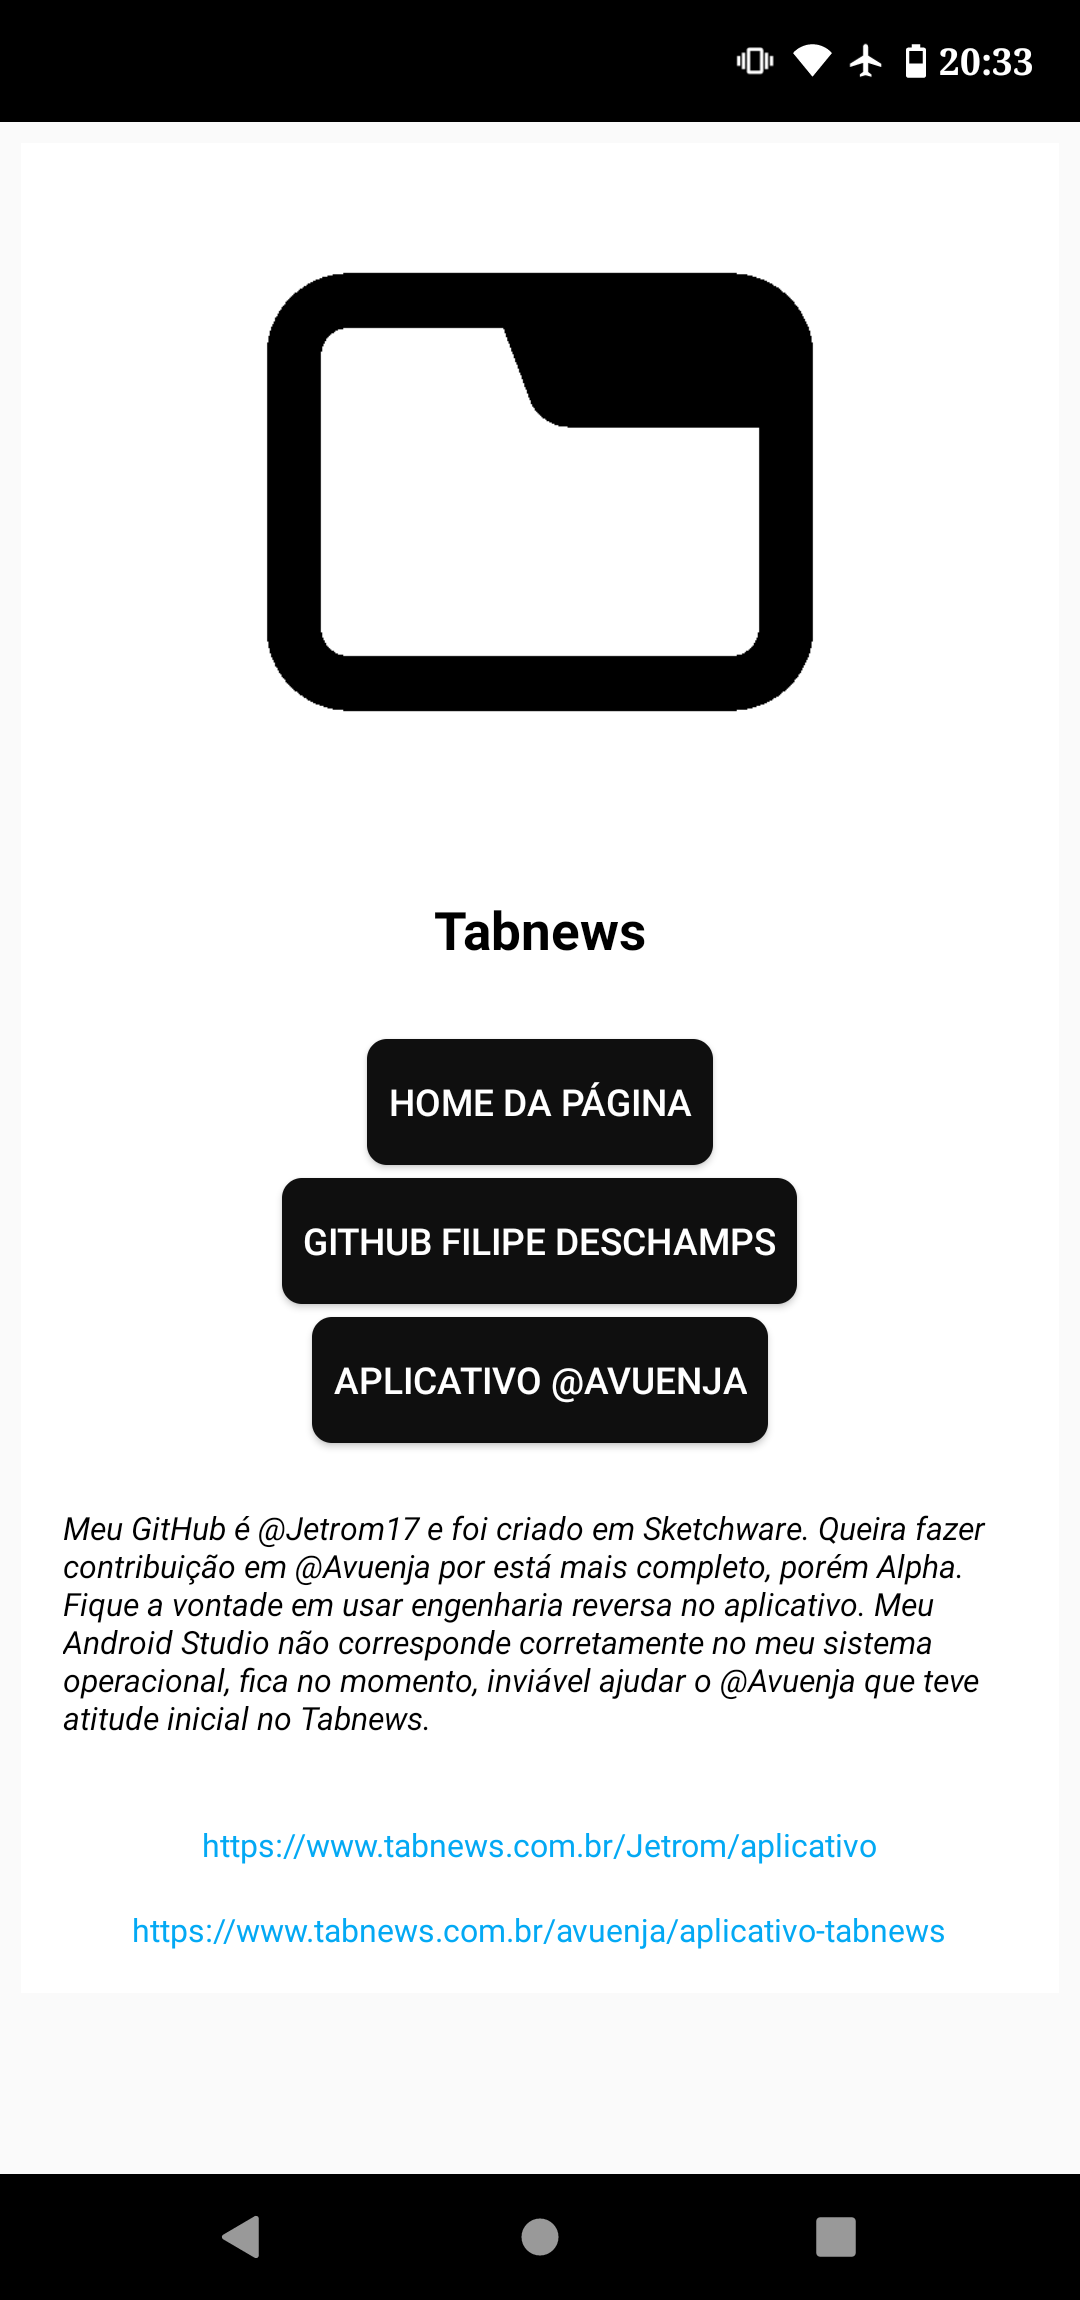 20:33
Tabnews
HOME DA PÁGINA
GITHUB FILIPE DESCHAMPS
APLICATIVO @AVUENJA
Meu GitHub é @Jetrom17 e foi criado em Sketchware. Queira fazer
contribuição em @Avuenja por está mais completo, porém Alpha.
Fique a vontade em usar engenharia reversa no aplicativo. Meu
Android Studio não corresponde corretamente no meu sistema
operacional, fica no momento, inviável ajudar o @Avuenja que teve
atitude inicial no Tabnews.
https://www.tabnews.com.br/Jetrom/aplicativo
https://www.tabnews.com.br/avuenja/aplicativo-tabnews